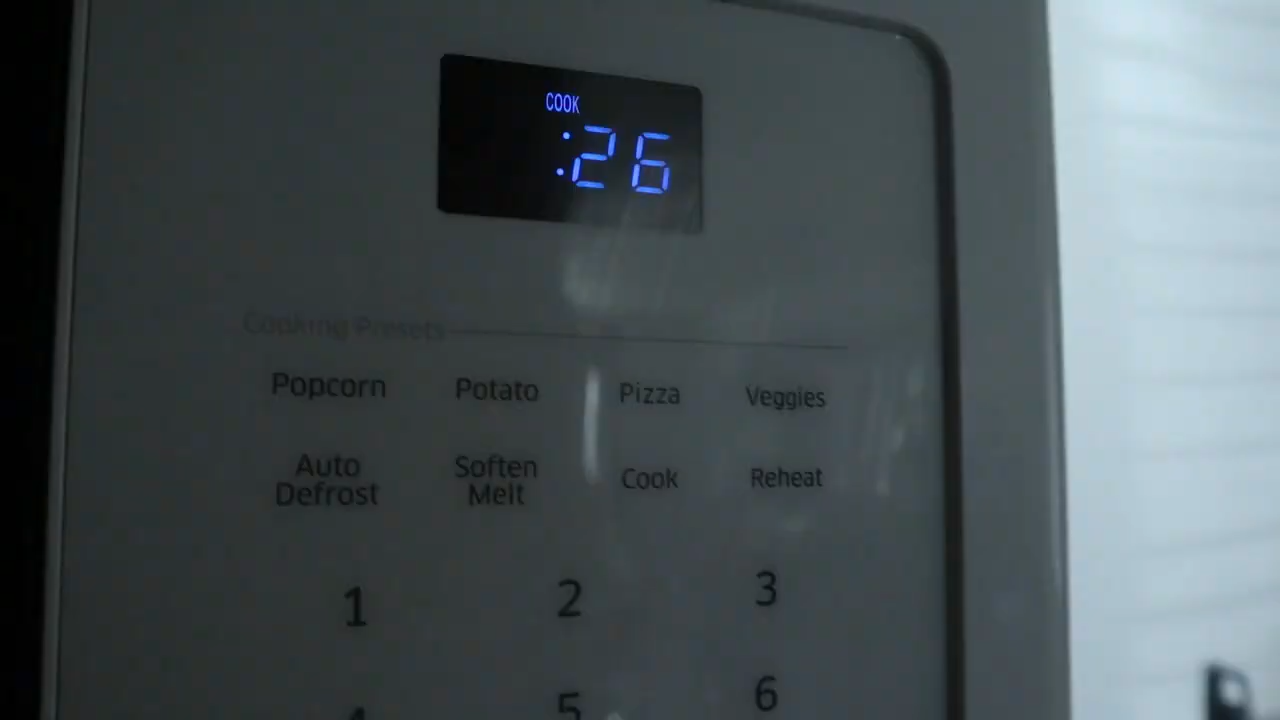 COOK
:26
Cooking Presets
Popcorn Potato Pizza Veggies
Auto Defrost
Soften Melt
Cook
Reheat
1 2 3
4 5 6